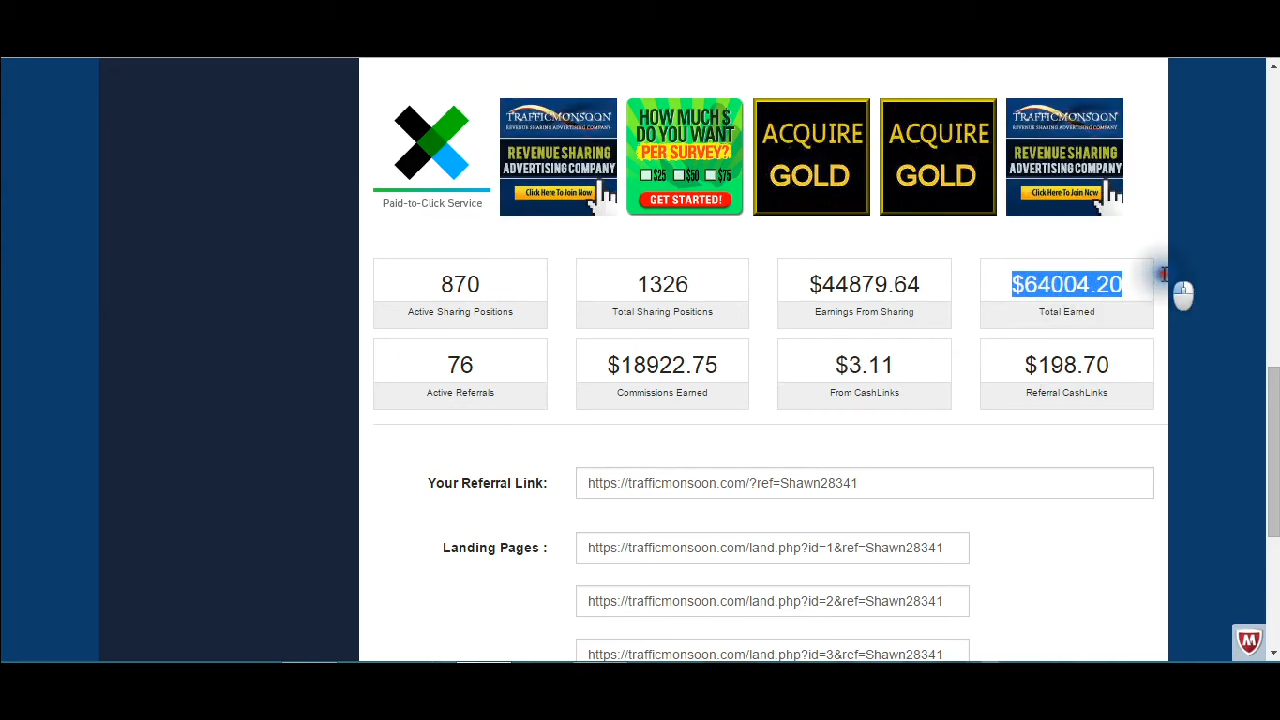 Paid-to-Click Service
TRAFFICMONSOON
REVENUE SHARING ADVERTISING COMPANY
REVENUE SHARING
ADVERTISING COMPANY
Click Here To Join Now
HOW MUCH $
DO YOU WANT
PER SURVEY?
$25 $50 $75
GET STARTED!
ACQUIRE
GOLD
ACQUIRE
GOLD
TRAFFICMONSOON
REVENUE SHARING ADVERTISING COMPANY
REVENUE SHARING
ADVERTISING COMPANY
Click Here To Join Now
870 1326 $44879.64 $64004.20
Active Sharing Positions Total Sharing Positions Earnings From Sharing Total Earned
76 $18922.75 $3.11 $198.70
Active Referrals Commissions Earned From CashLinks Referral CashLinks
Your Referral Link: https://trafficmonsoon.com/?ref=Shawn28341
Landing Pages : https://trafficmonsoon.com/land.php?id=1&ref=Shawn28341
https://trafficmonsoon.com/land.php?id=2&ref=Shawn28341
https://trafficmonsoon.com/land.php?id=3&ref=Shawn28341